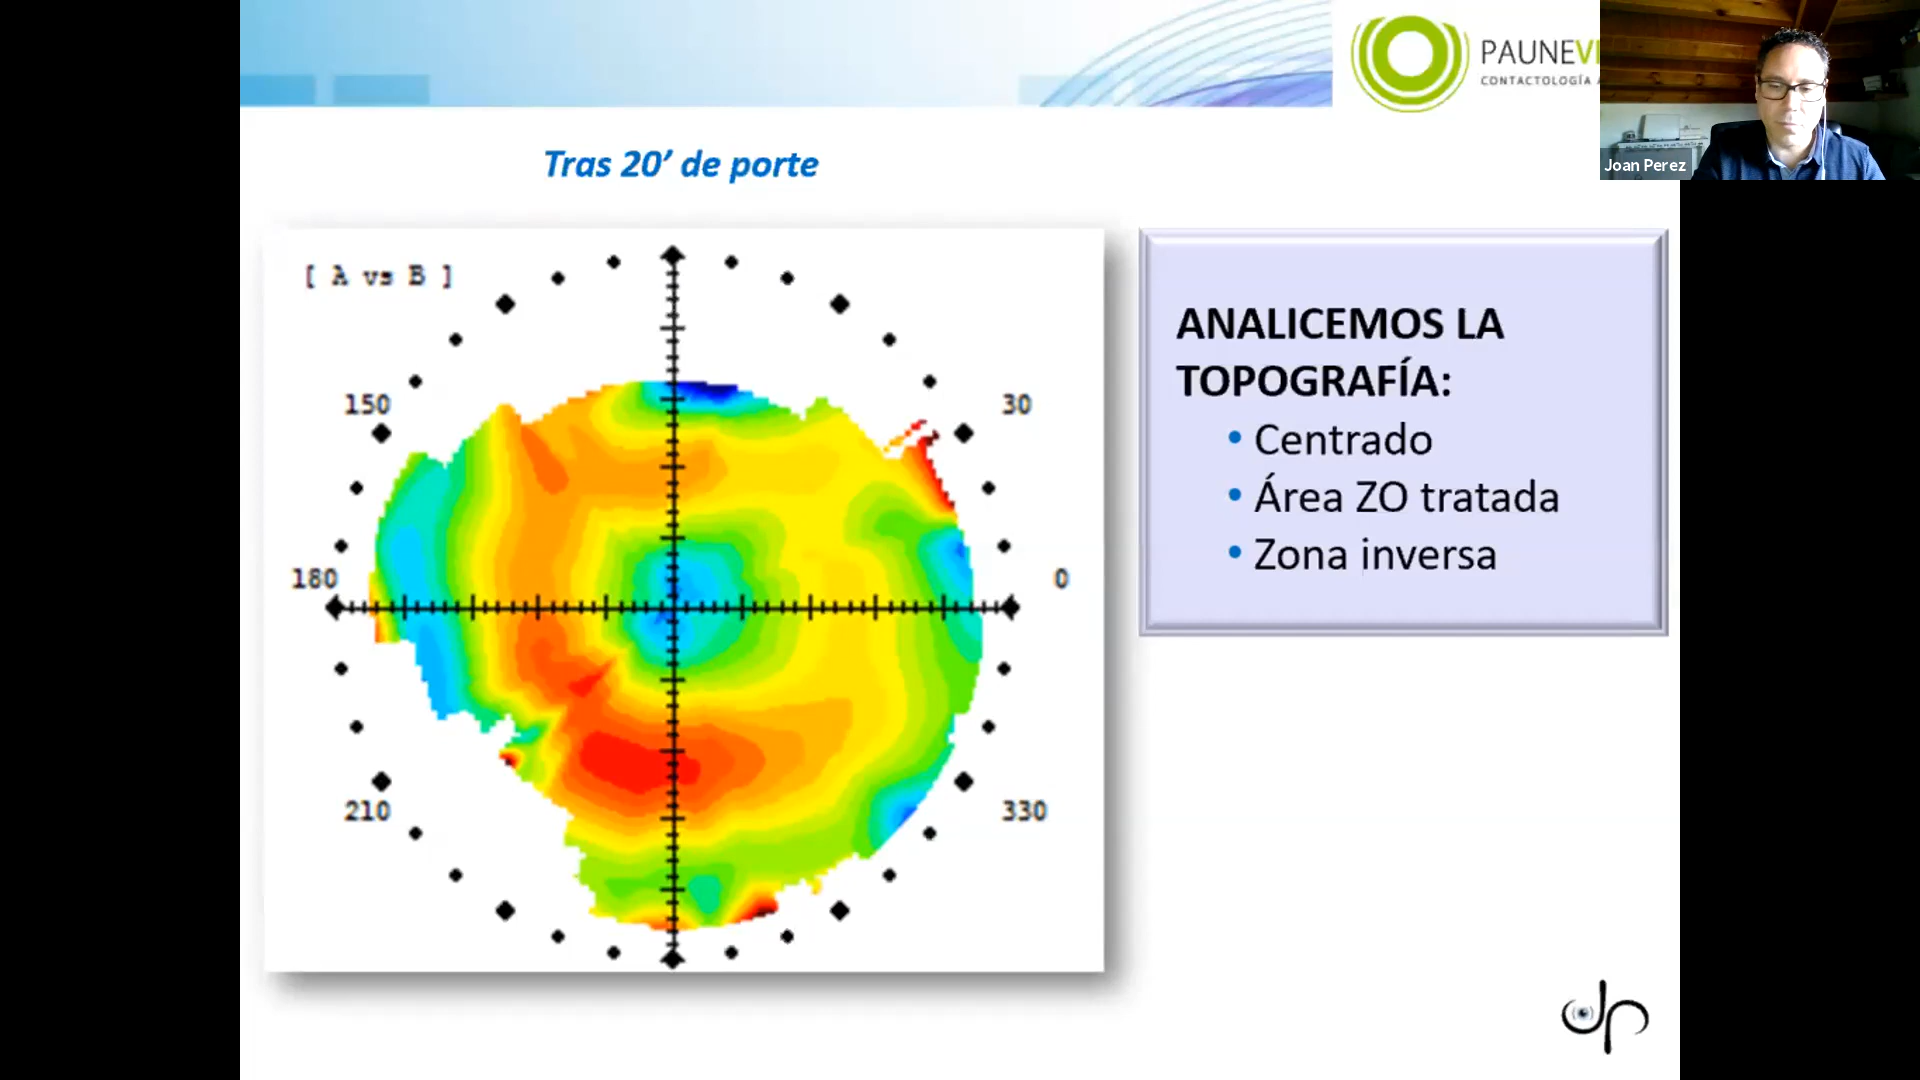 PAUNEVI
CONTACTOLOGÍA A
Joan Perez
Tras 20’ de porte
[ A vs B ]
150
30
180
0
210
330
ANALICEMOS LA
TOPOGRAFÍA:
• Centrado
• Área ZO tratada
• Zona inversa